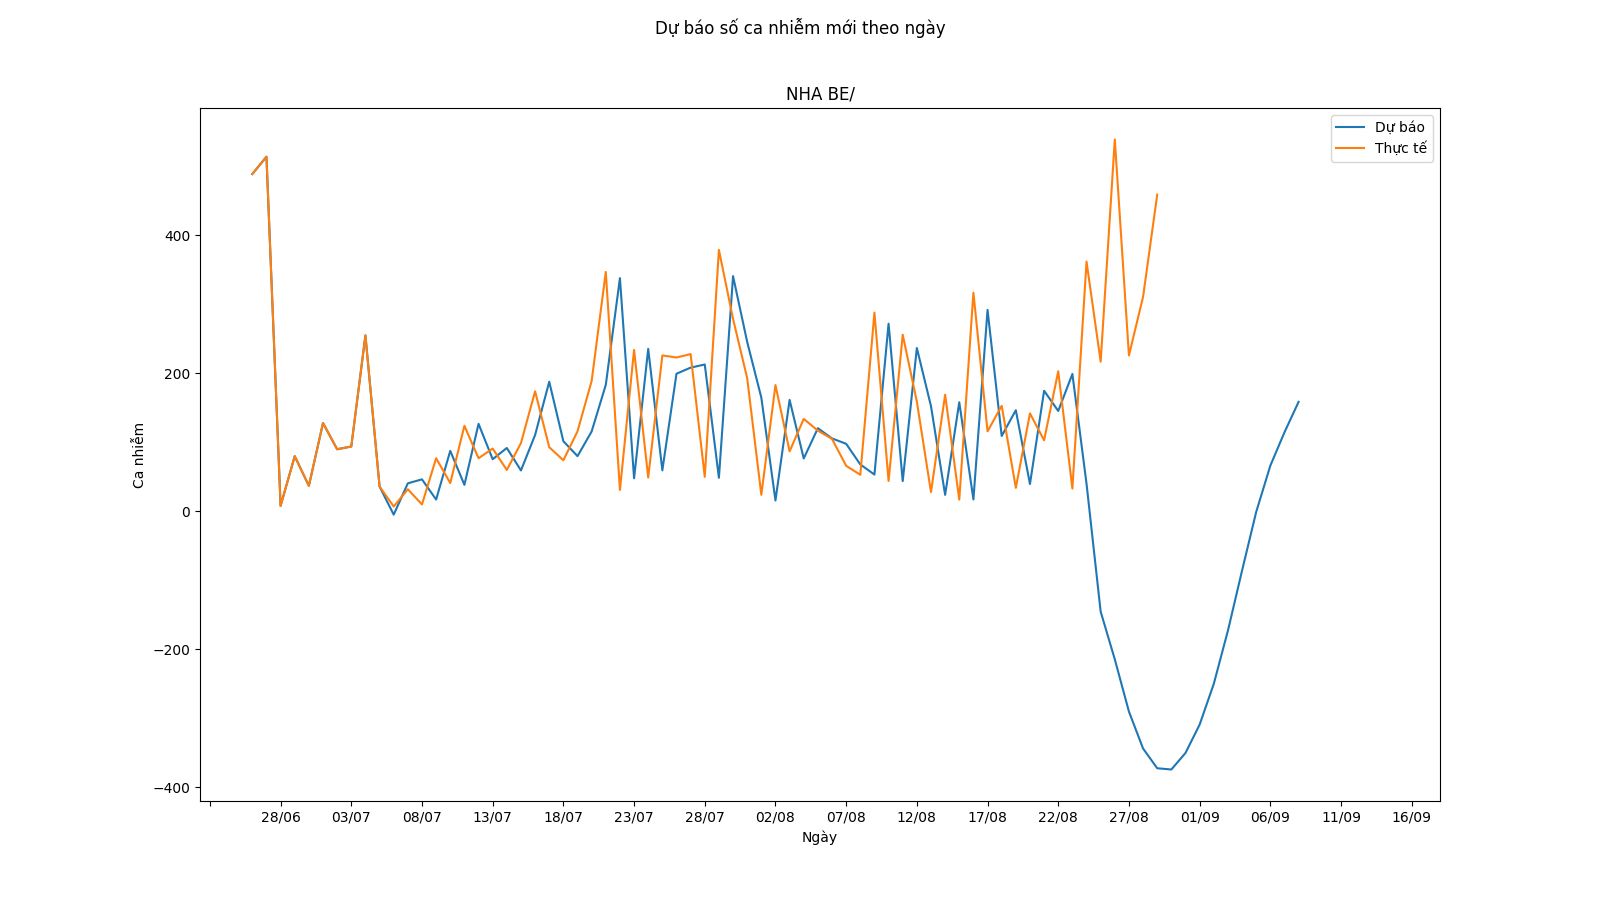 Dự báo số ca nhiễm mới theo ngày
NHA BE/
Dự báo
Thực tế
400
200
0
−200
−400
Ca nhiễm
28/06 03/07 08/07 13/07 18/07 23/07 28/07 02/08 07/08 12/08 17/08 22/08 27/08 01/09 06/09 11/09 16/09
Ngày